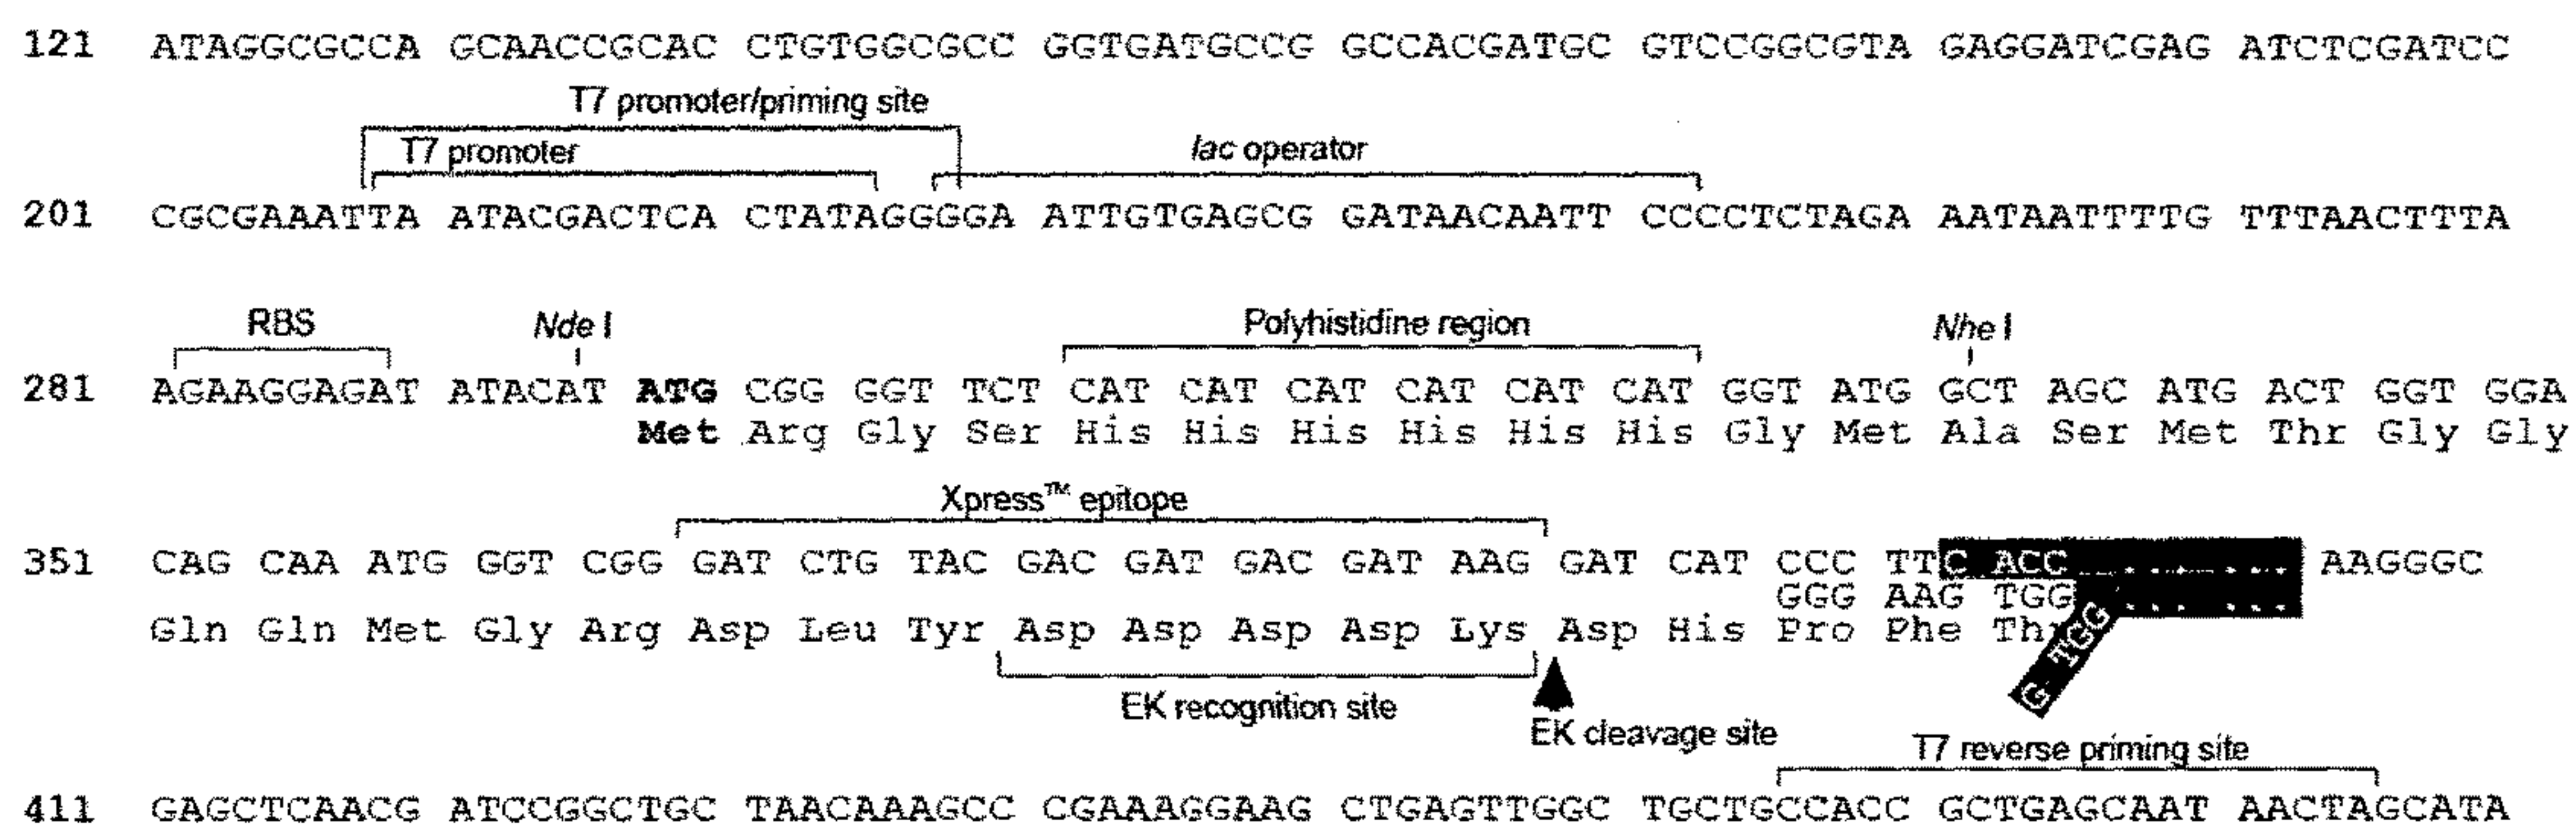 121 ATAGGCGCCA GCAACCGCAC CTGTGGCGCC GGTGATGCCG GCCACGATGC GTCCGGCGTA GAGGATCGAG ATCTCGATCC
T7 promoter/priming site
T7 promoter lac operator
201 CGCGAAATTA ATACGACTCA CTATAGGGGA ATTGTGAGCG GATAACAATT CCCCTCTAGA AATAATTTTG TTTAACTTTA
RBS Nde I Polyhistidine region Nhe I
281 AGAAGGAGAT ATACAT ATG CGG GGT TCT CAT CAT CAT CAT CAT CAT GGT ATG GCT AGC ATG ACT GGT GGA
Met Arg Gly Ser His His His His His His Gly Met Ala Ser Met Thr Gly Gly
Xpress™ epitope
351 CAG CAA ATG GGT CGG GAT CTG TAC GAC GAT GAC GAT AAG GAT CAT CCC TTC ACC ... ... AAGGGC
GGG AAG TGG ... ...
Gln Gln Met Gly Arg Asp Leu Tyr Asp Asp Asp Asp Lys Asp His Pro Phe Thr
G TGG
EK recognition site
EK cleavage site
T7 reverse priming site
411 GAGCTCAACG ATCCGGCTGC TAACAAAGCC CGAAAGGAAG CTGAGTTGGC TGCTGCCACC GCTGAGCAAT AACTAGCATA